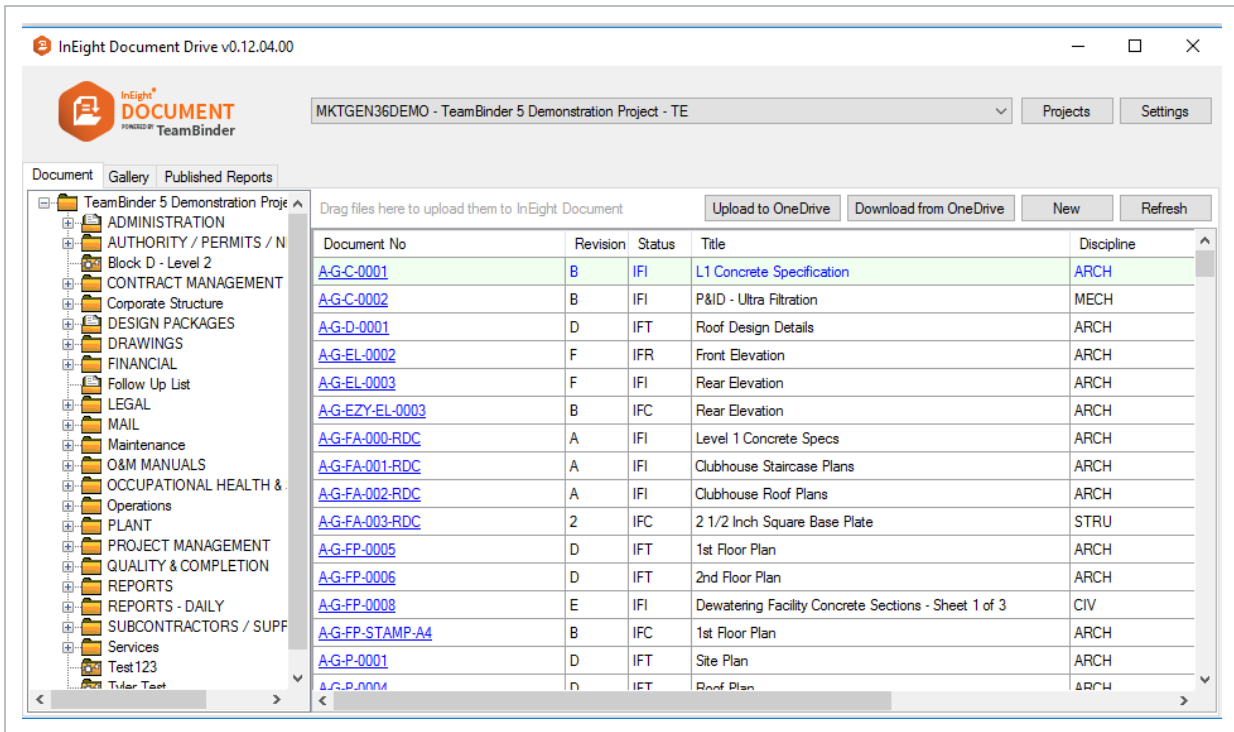 InEight Document Drive v0.12.04.00
InEight
DOCUMENT
POWERED BY TeamBinder
MKTGEN36DEMO - TeamBinder 5 Demonstration Project - TE
Projects
Settings
Document Gallery Published Reports
TeamBinder 5 Demonstration Proje
ADMINISTRATION
AUTHORITY / PERMITS / N
Block D - Level 2
CONTRACT MANAGEMENT
Corporate Structure
DESIGN PACKAGES
DRAWINGS
FINANCIAL
Follow Up List
LEGAL
MAIL
Maintenance
O&M MANUALS
OCCUPATIONAL HEALTH &
Operations
PLANT
PROJECT MANAGEMENT
QUALITY & COMPLETION
REPORTS
REPORTS - DAILY
SUBCONTRACTORS / SUPP
Services
Test123
Tyler Test
Drag files here to upload them to InEight Document
Upload to OneDrive
Download from OneDrive
New
Refresh
Document No Revision Status Title Discipline
A-G-C-0001 B IFI L1 Concrete Specification ARCH
A-G-C-0002 B IFI P&ID - Ultra Filtration MECH
A-G-D-0001 D IFT Roof Design Details ARCH
A-G-EL-0002 F IFR Front Elevation ARCH
A-G-EL-0003 F IFI Rear Elevation ARCH
A-G-EZY-EL-0003 B IFC Rear Elevation ARCH
A-G-FA-000-RDC A IFI Level 1 Concrete Specs ARCH
A-G-FA-001-RDC A IFI Clubhouse Staircase Plans ARCH
A-G-FA-002-RDC A IFI Clubhouse Roof Plans ARCH
A-G-FA-003-RDC 2 IFC 2 1/2 Inch Square Base Plate STRU
A-G-FP-0005 D IFT 1st Floor Plan ARCH
A-G-FP-0006 D IFT 2nd Floor Plan ARCH
A-G-FP-0008 E IFI Dewatering Facility Concrete Sections - Sheet 1 of 3 CIV
A-G-FP-STAMP-A4 B IFC 1st Floor Plan ARCH
A-G-P-0001 D IFT Site Plan ARCH
A-G-P-0004 D IFT Roof Plan ARCH